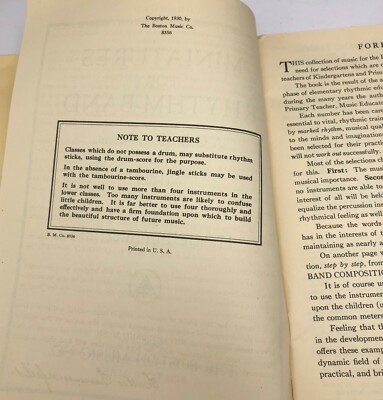 Copyright, 1930, by
The Boston Music Co.
8356
NOTE TO TEACHERS
Classes which do not possess a drum, may substitute rhythm
sticks, using the drum-score for the purpose.
In the absence of a tambourine, jingle sticks may be used
with the tambourine-score.
It is not well to use more than four instruments in the
lower classes. Too many instruments are likely to confuse
little children. It is far better to use four thoroughly and
effectively and have a firm foundation upon which to build
the beautiful structure of future music.
B. M. Co. 8356
Printed in U. S. A.
FORE
THIS collection of music for the
need for selections which are
teachers of Kindergartens and Prim
The book is the result of the
phase of elementary rhythmic edu
during many years the auth
Primary Teacher, Music Educati
Each number has been care
essential to vital, rhythmic train
by marked rhythm, musical qual
to the minds and imagination
been selected for their practic
will not work out successfully.
Most of the selections
for this. First: The mus
musical importance. Secon
no instruments are able to
interest of all will be held
equalize the percussion inst
rhythmical feeling as well
Because the words
has in the interests of
maintaining as nearly a
On the above page
tion, step by step, from
BAND COMPOSITIO
It is of course u
to use the instrumen
upon the children (u
the common meters
Feeling that th
in the development
offers these examp
dynamic field of
practical, and bri